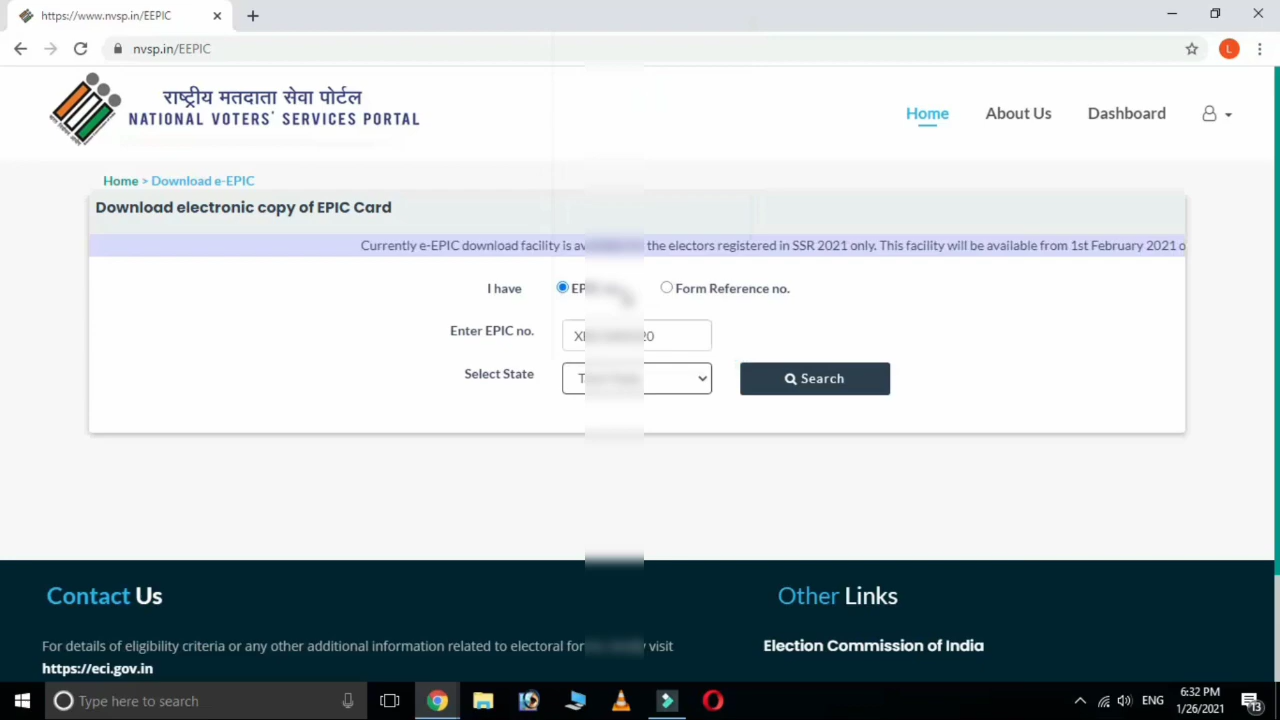 https://www.nvsp.in/EEPIC
nvsp.in/EEPIC
L
राष्ट्रीय मतदाता सेवा पोर्टल
NATIONAL VOTERS' SERVICES PORTAL
Home
About Us
Dashboard
Home > Download e-EPIC
Download electronic copy of EPIC Card
Currently e-EPIC download facility is the electors registered in SSR 2021 only. This facility will be available from 1st February 2021 o
I have
Form Reference no.
Enter EPIC no.
Select State
Search
Contact Us
Other Links
For details of eligibility criteria or any other additional information related to electoral visit
https://eci.gov.in
Election Commission of India
Type here to search
ENG
6:32 PM
1/26/2021
13